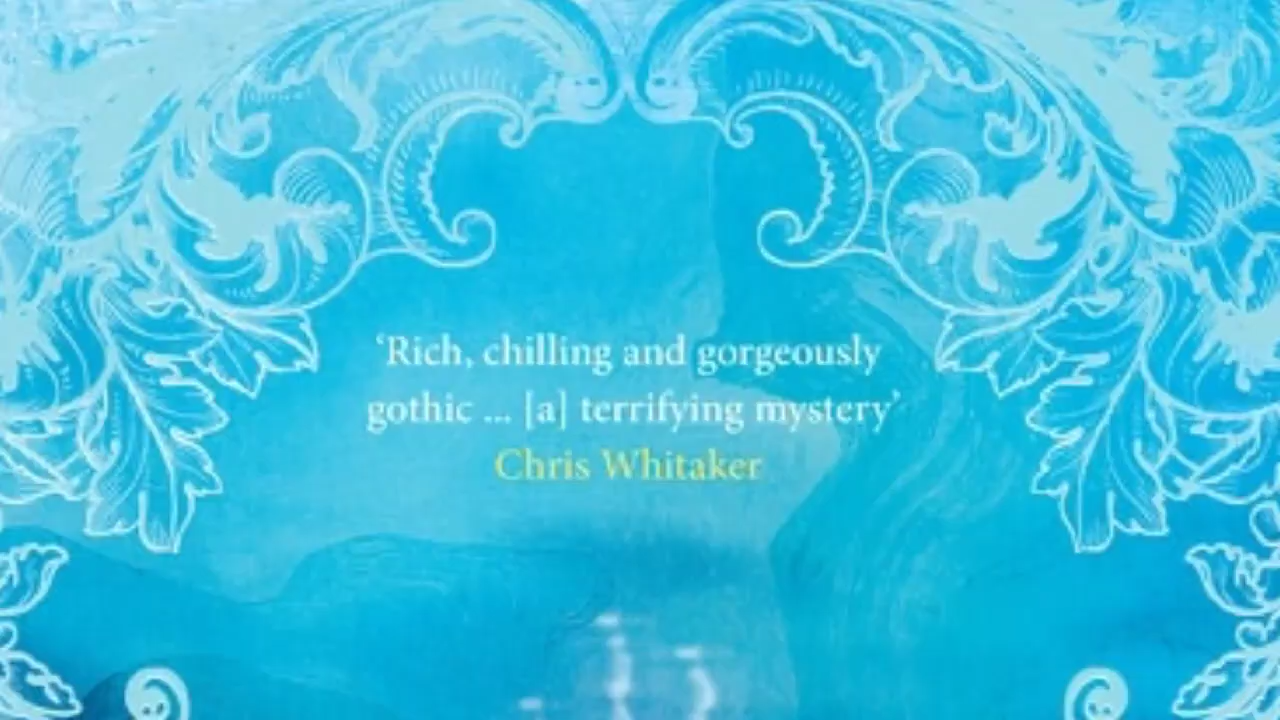 ‘Rich, chilling and gorgeously
gothic ... [a] terrifying mystery’
Chris Whitaker